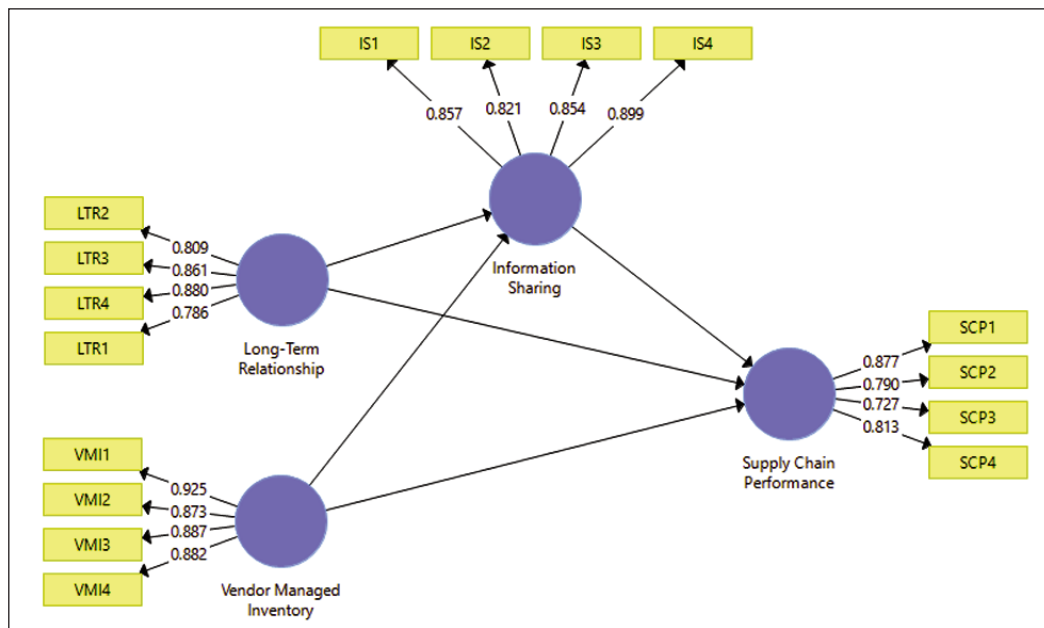 IS1
IS2
IS3
IS4
0.857
0.821
0.854
0.899
Information
Sharing
LTR2
LTR3
LTR4
LTR1
0.809
0.861
0.880
0.786
Long-Term
Relationship
VMI1
VMI2
VMI3
VMI4
0.925
0.873
0.887
0.882
Vendor Managed
Inventory
SCP1
SCP2
SCP3
SCP4
0.877
0.790
0.727
0.813
Supply Chain
Performance